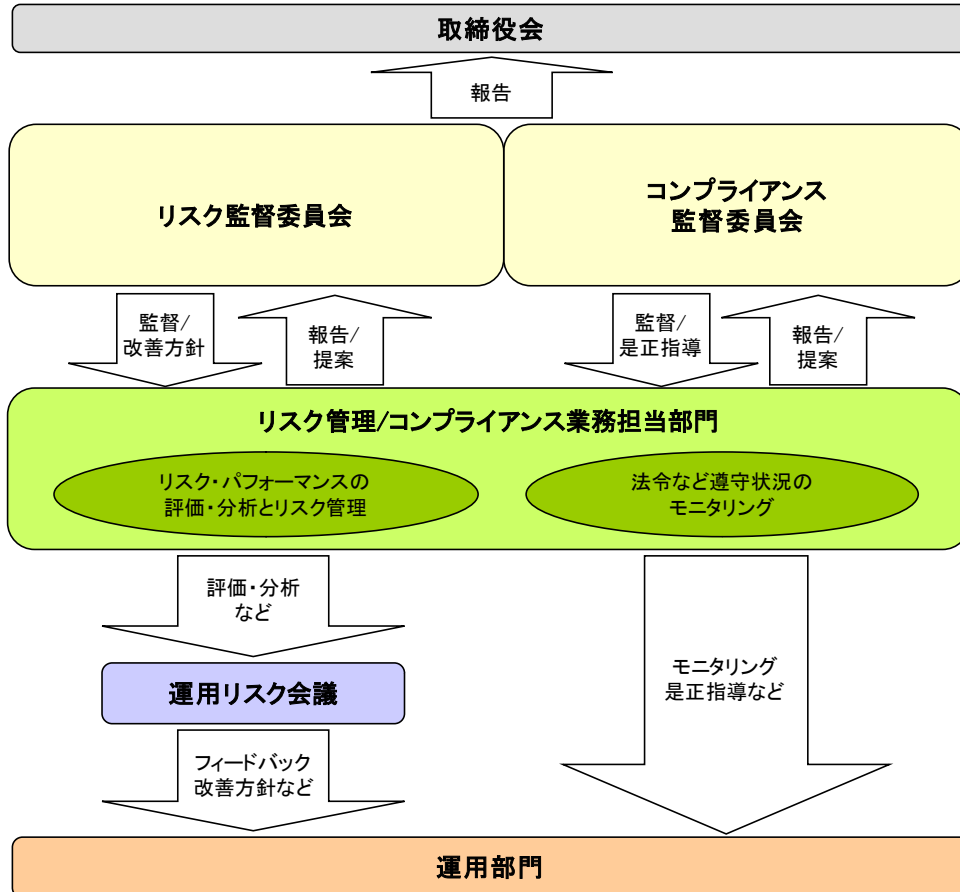 取締役会
報告
リスク監督委員会
コンプライアンス
監督委員会
監督/
改善方針
報告/
提案
監督/
是正指導
報告/
提案
リスク管理/コンプライアンス業務担当部門
リスク・パフォーマンスの
評価・分析とリスク管理
法令など遵守状況の
モニタリング
評価・分析
など
運用リスク会議
モニタリング
是正指導など
フィードバック
改善方針など
運用部門